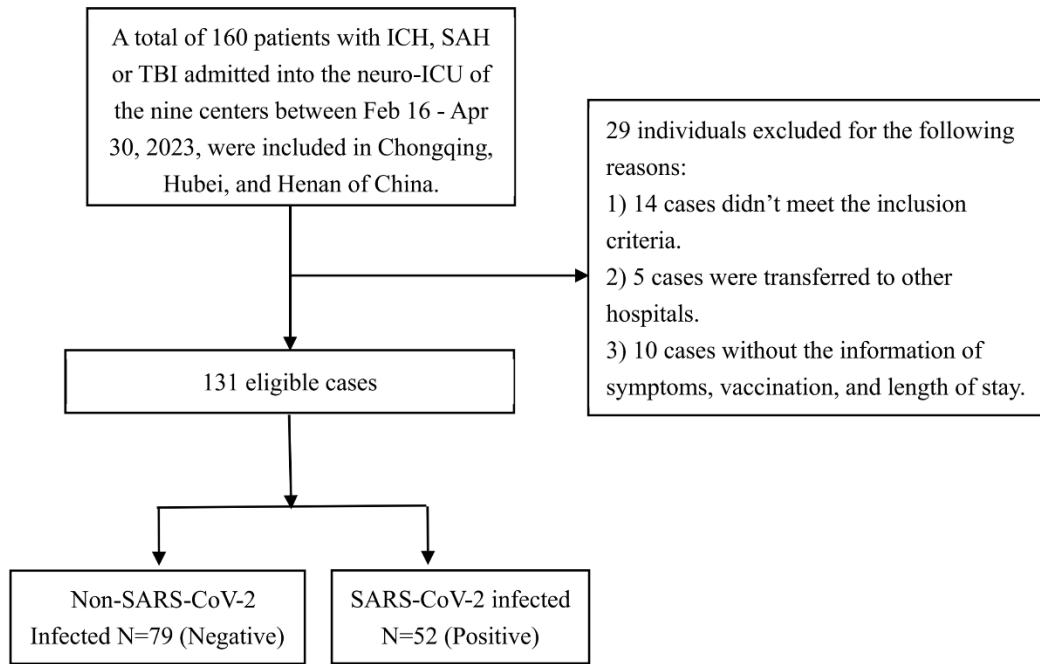 A total of 160 patients with ICH, SAH
or TBI admitted into the neuro-ICU of
the nine centers between Feb 16 - Apr
30, 2023, were included in Chongqing,
Hubei, and Henan of China.
29 individuals excluded for the following
reasons:
1) 14 cases didn’t meet the inclusion
criteria.
2) 5 cases were transferred to other
hospitals.
3) 10 cases without the information of
symptoms, vaccination, and length of stay.
131 eligible cases
Non-SARS-CoV-2
Infected N=79 (Negative)
SARS-CoV-2 infected
N=52 (Positive)